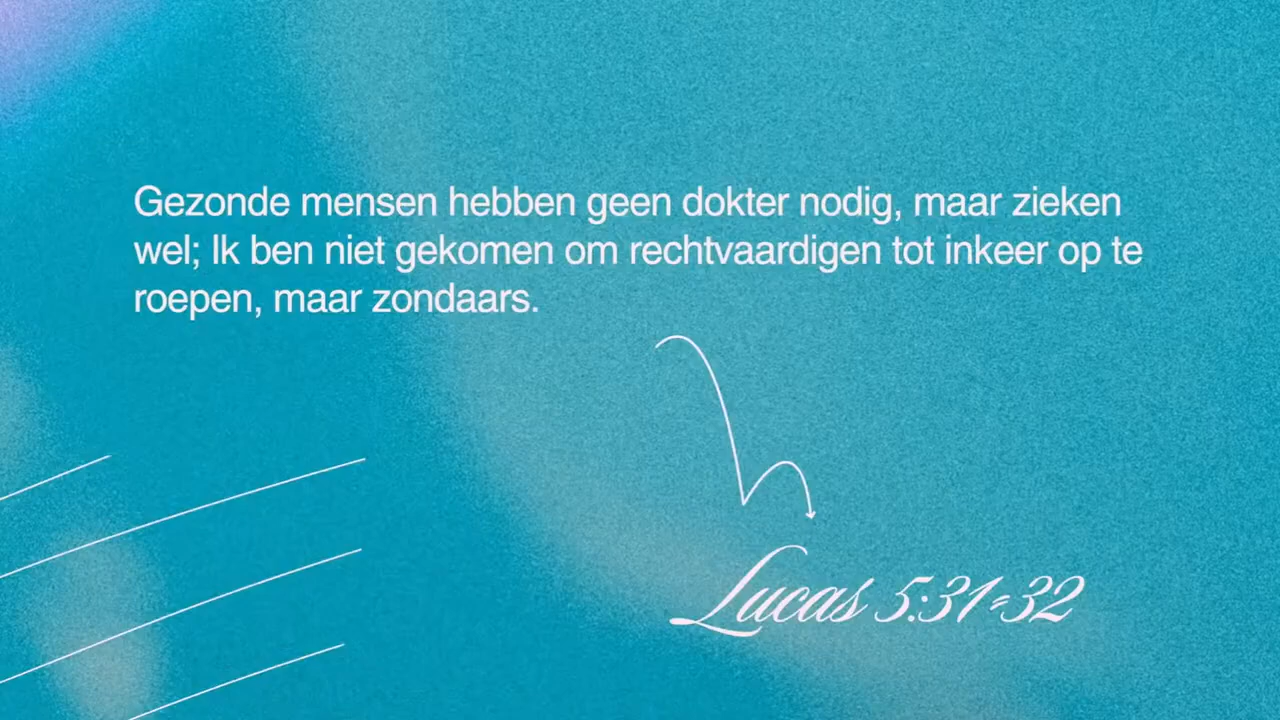 Gezonde mensen hebben geen dokter nodig, maar zieken
wel; Ik ben niet gekomen om rechtvaardigen tot inkeer op te
roepen, maar zondaars.
Lucas 5:31-32